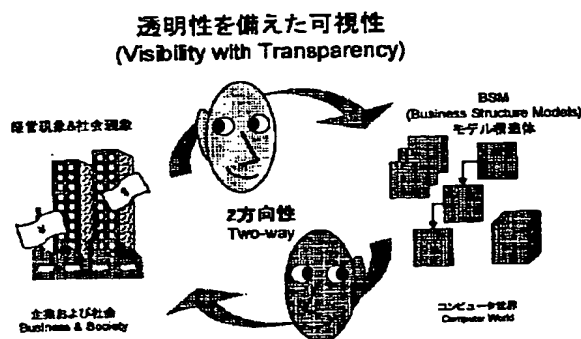 透明性を備えた可視性
(Visibility with Transparency)
経営現象&社会現象
BSM
(Business Structure Models)
モデル構造体
2方向性
Two-way
企業および社会
Business & Society
コンピュータ世界
Computer World